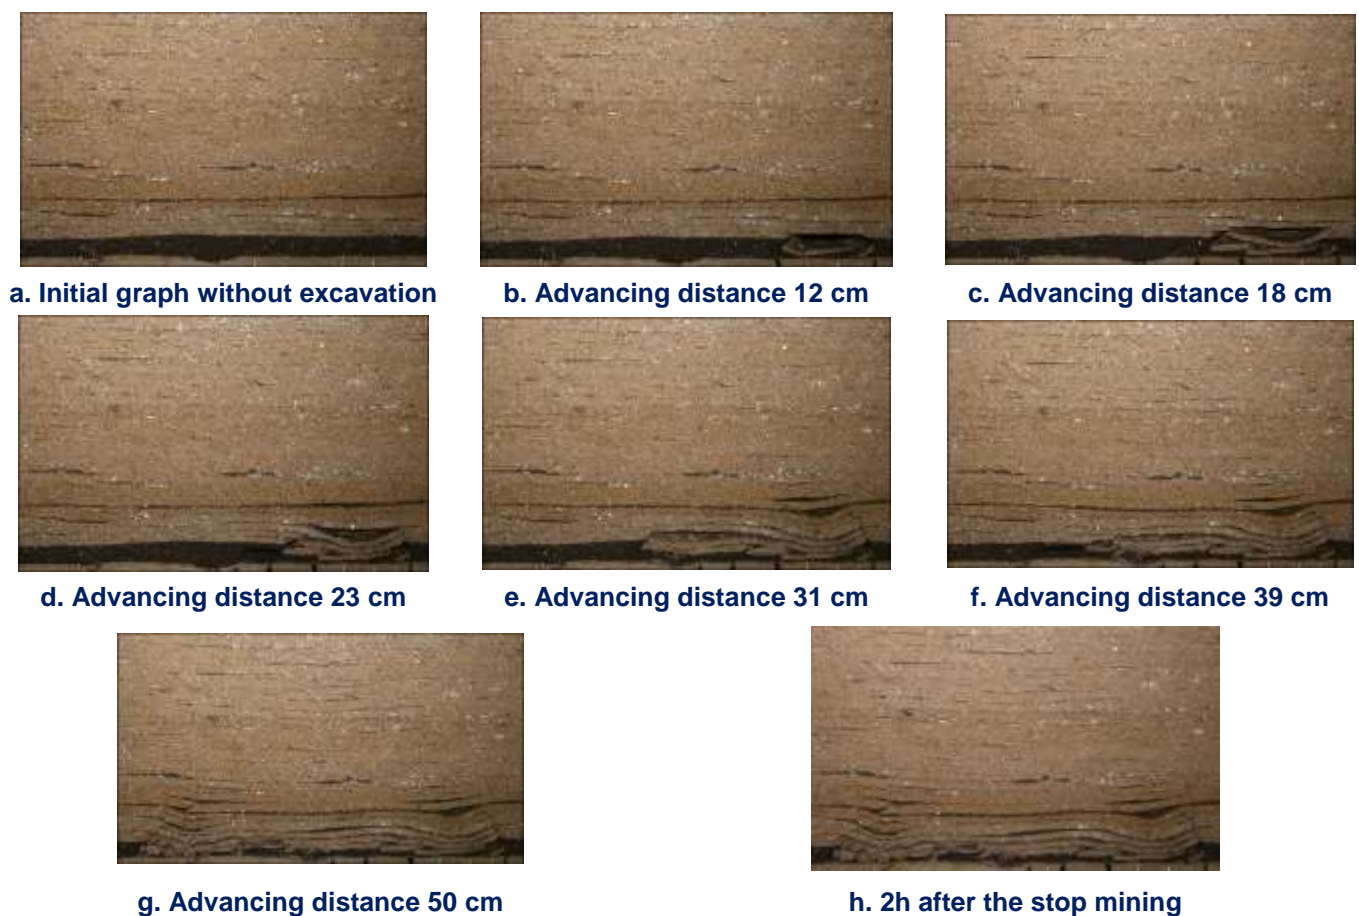 a. Initial graph without excavation
b. Advancing distance 12 cm
c. Advancing distance 18 cm
d. Advancing distance 23 cm
e. Advancing distance 31 cm
f. Advancing distance 39 cm
g. Advancing distance 50 cm
h. 2h after the stop mining